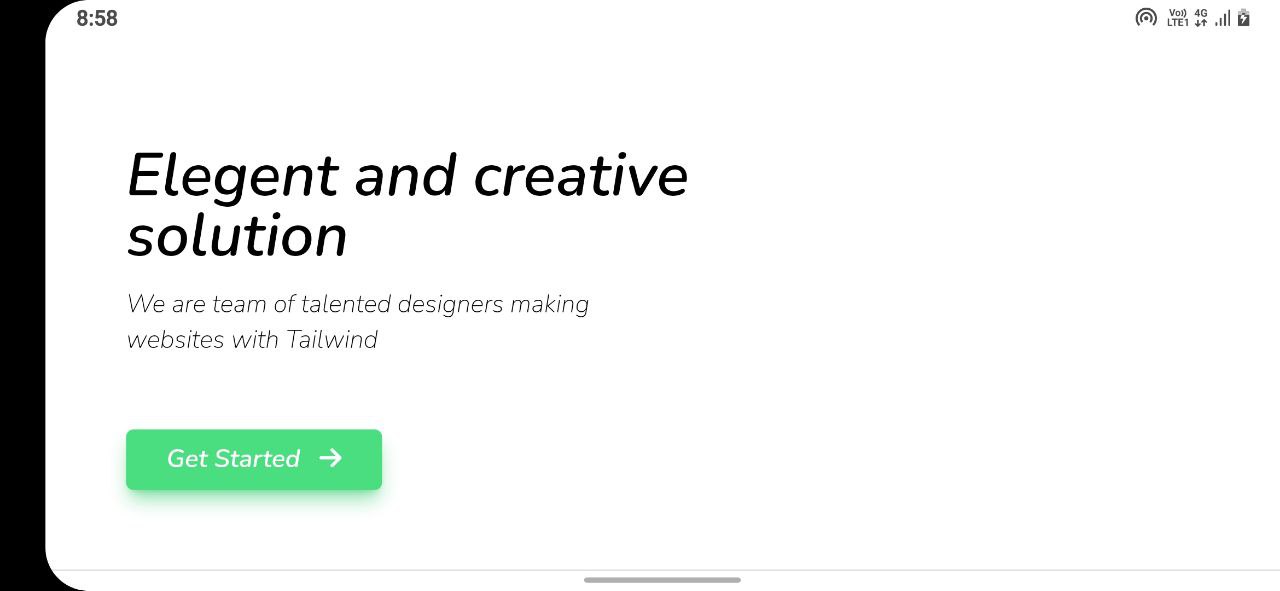 8:58
Vo))
LTE1
4G
Elegent and creative
solution
We are team of talented designers making
websites with Tailwind
Get Started